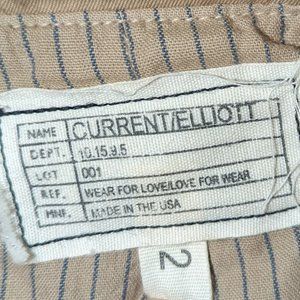 NAME CURRENT/ELLIOTT
DEPT. 10.15.9.5
LOT 001
REF. WEAR FOR LOVE/LOVE FOR WEAR
MNF. MADE IN THE USA
2